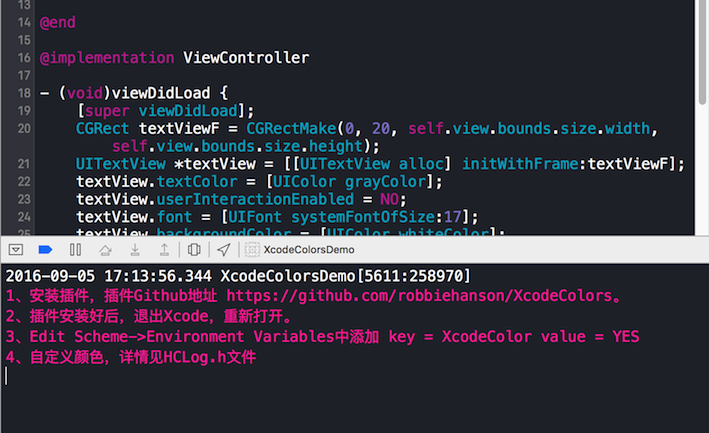 13
14 @end
15
16 @implementation ViewController
17
18 - (void)viewDidLoad {
19 [super viewDidLoad];
20 CGRect textViewF = CGRectMake(0, 20, self.view.bounds.size.width,
self.view.bounds.size.height);
21 UITextView *textView = [[UITextView alloc] initWithFrame:textViewF];
22 textView.textColor = [UIColor grayColor];
23 textView.userInteractionEnabled = NO;
24 textView.font = [UIFont systemFontOfSize:17];
25 textView.backgroundColor = [UIColor whiteColor];
XcodeColorsDemo
2016-09-05 17:13:56.344 XcodeColorsDemo[5611:258970]
1、安装插件，插件Github地址 https://github.com/robbiehanson/XcodeColors。
2、插件安装好后，退出Xcode，重新打开。
3、Edit Scheme->Environment Variables中添加 key = XcodeColor value = YES
4、自定义颜色，详情见HCLog.h文件